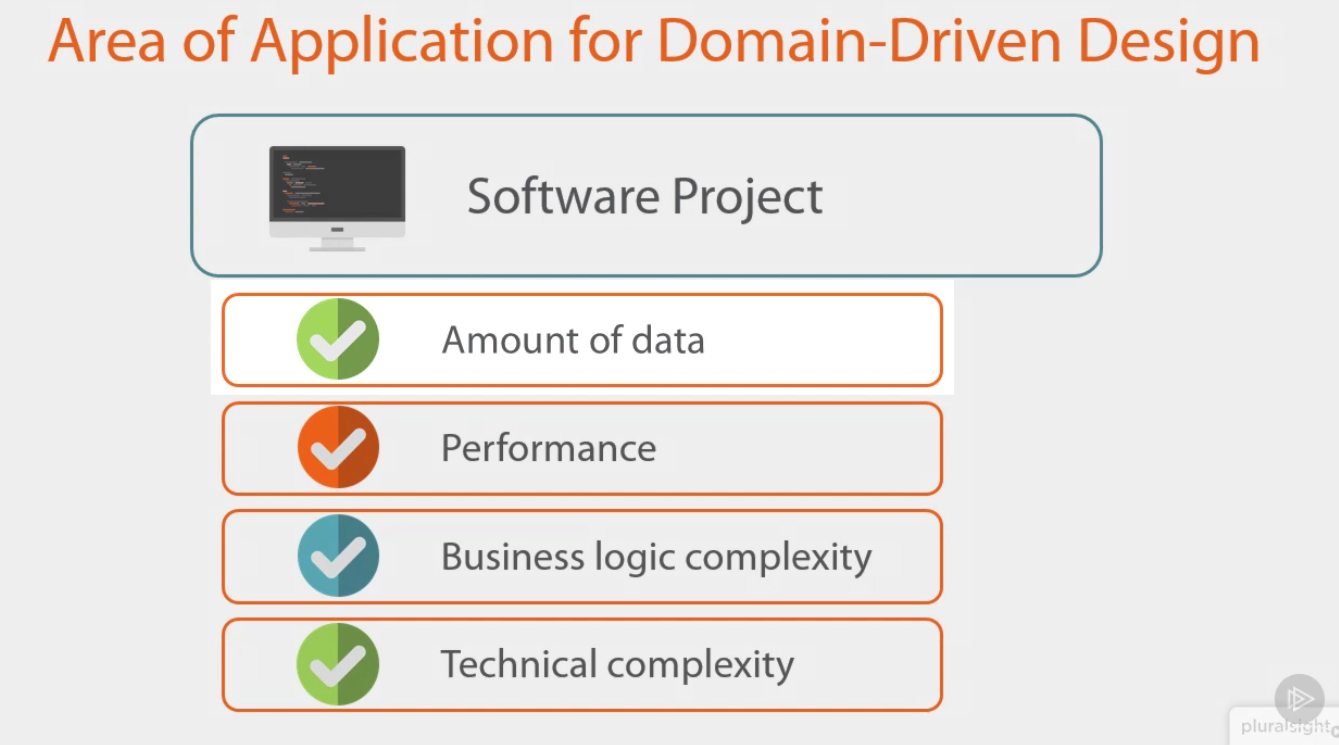 Area of Application for Domain-Driven Design
Software Project
Amount of data
Performance
Business logic complexity
Technical complexity
pluralsight